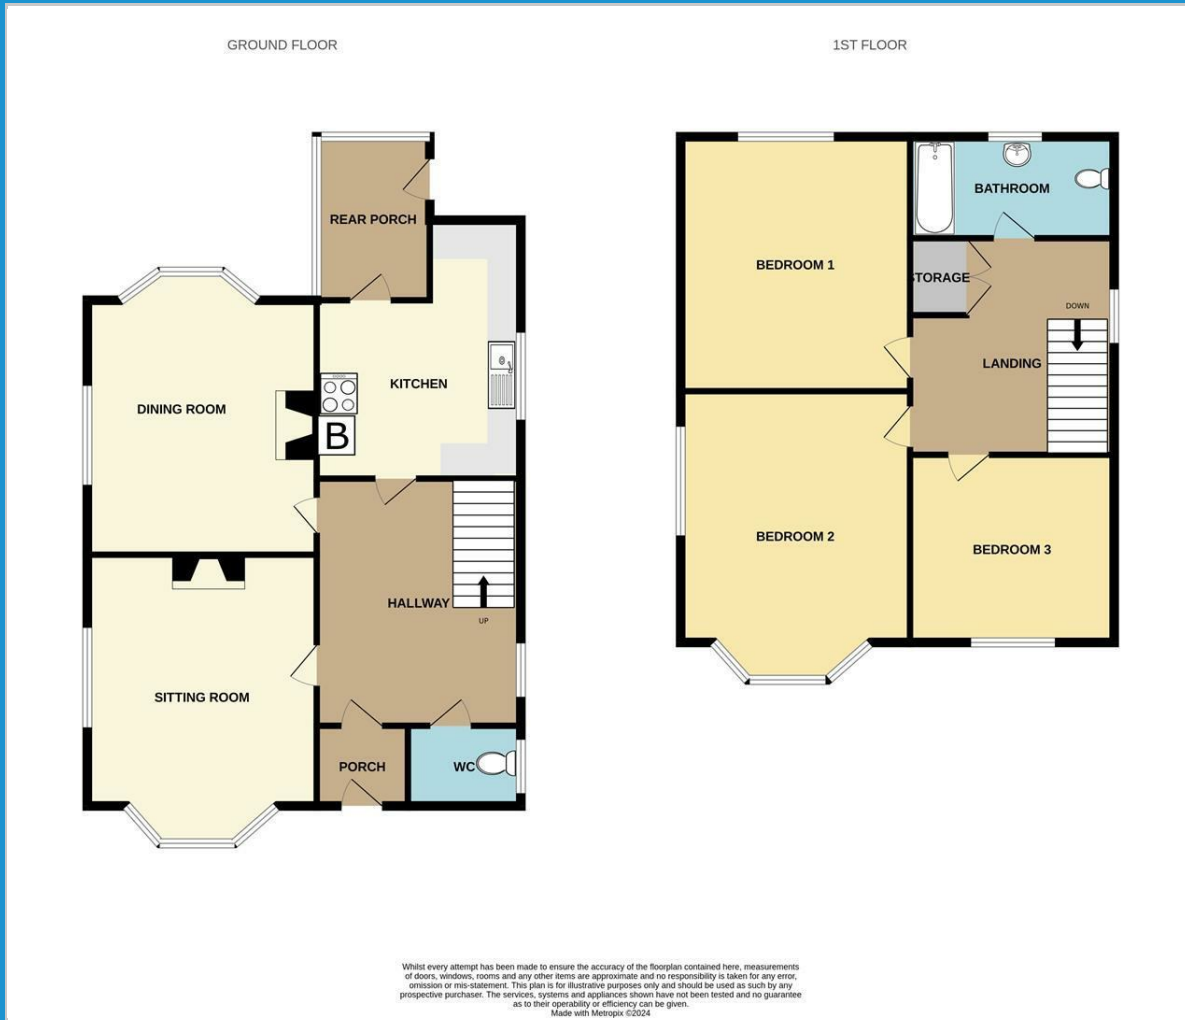 GROUND FLOOR
1ST FLOOR
REAR PORCH
BATHROOM
BEDROOM 1
STORAGE
DOWN
LANDING
KITCHEN
DINING ROOM
B
BEDROOM 2
BEDROOM 3
HALLWAY
UP
SITTING ROOM
PORCH
WC
Whilst every attempt has been made to ensure the accuracy of the floorplan contained here, measurements
of doors, windows, rooms and any other items are approximate and no responsibility is taken for any error,
omission or mis-statement. This plan is for illustrative purposes only and should be used as such by any
prospective purchaser. The services, systems and appliances shown have not been tested and no guarantee
as to their operability or efficiency can be given.
Made with Metropix ©2024